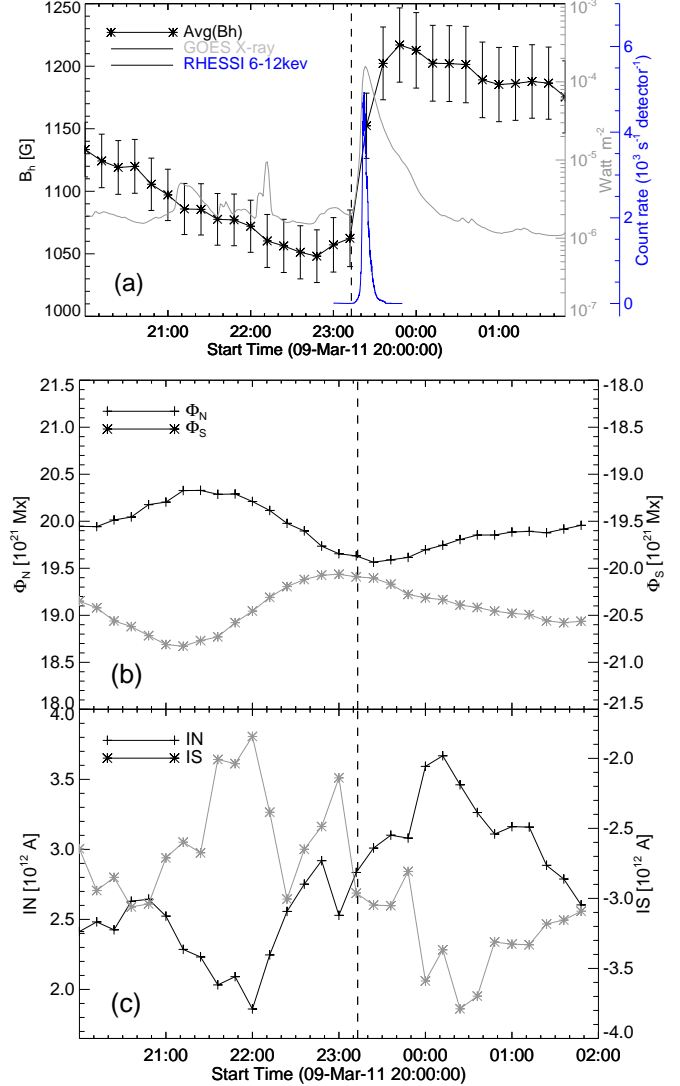 1250
1200
1150
1100
1050
1000
Bh [G]
Avg(Bh)
GOES X-ray
RHESSI 6-12kev
(a)
10-3
10-4
10-5
10-6
10-7
Watt m-2
6
4
2
0
Count rate (10^3 s-1 detector-1)
21:00 22:00 23:00 00:00 01:00
Start Time (09-Mar-11 20:00:00)
21.5
21.0
20.5
20.0
19.5
19.0
18.5
18.0
ΦN [10^21 Mx]
ΦN
ΦS
(b)
-18.0
-18.5
-19.0
-19.5
-20.0
-20.5
-21.0
-21.5
ΦS [10^21 Mx]
4.0
3.5
3.0
2.5
2.0
IN [10^12 A]
IN
IS
(c)
-2.0
-2.5
-3.0
-3.5
-4.0
IS [10^12 A]
21:00 22:00 23:00 00:00 01:00 02:00
Start Time (09-Mar-11 20:00:00)